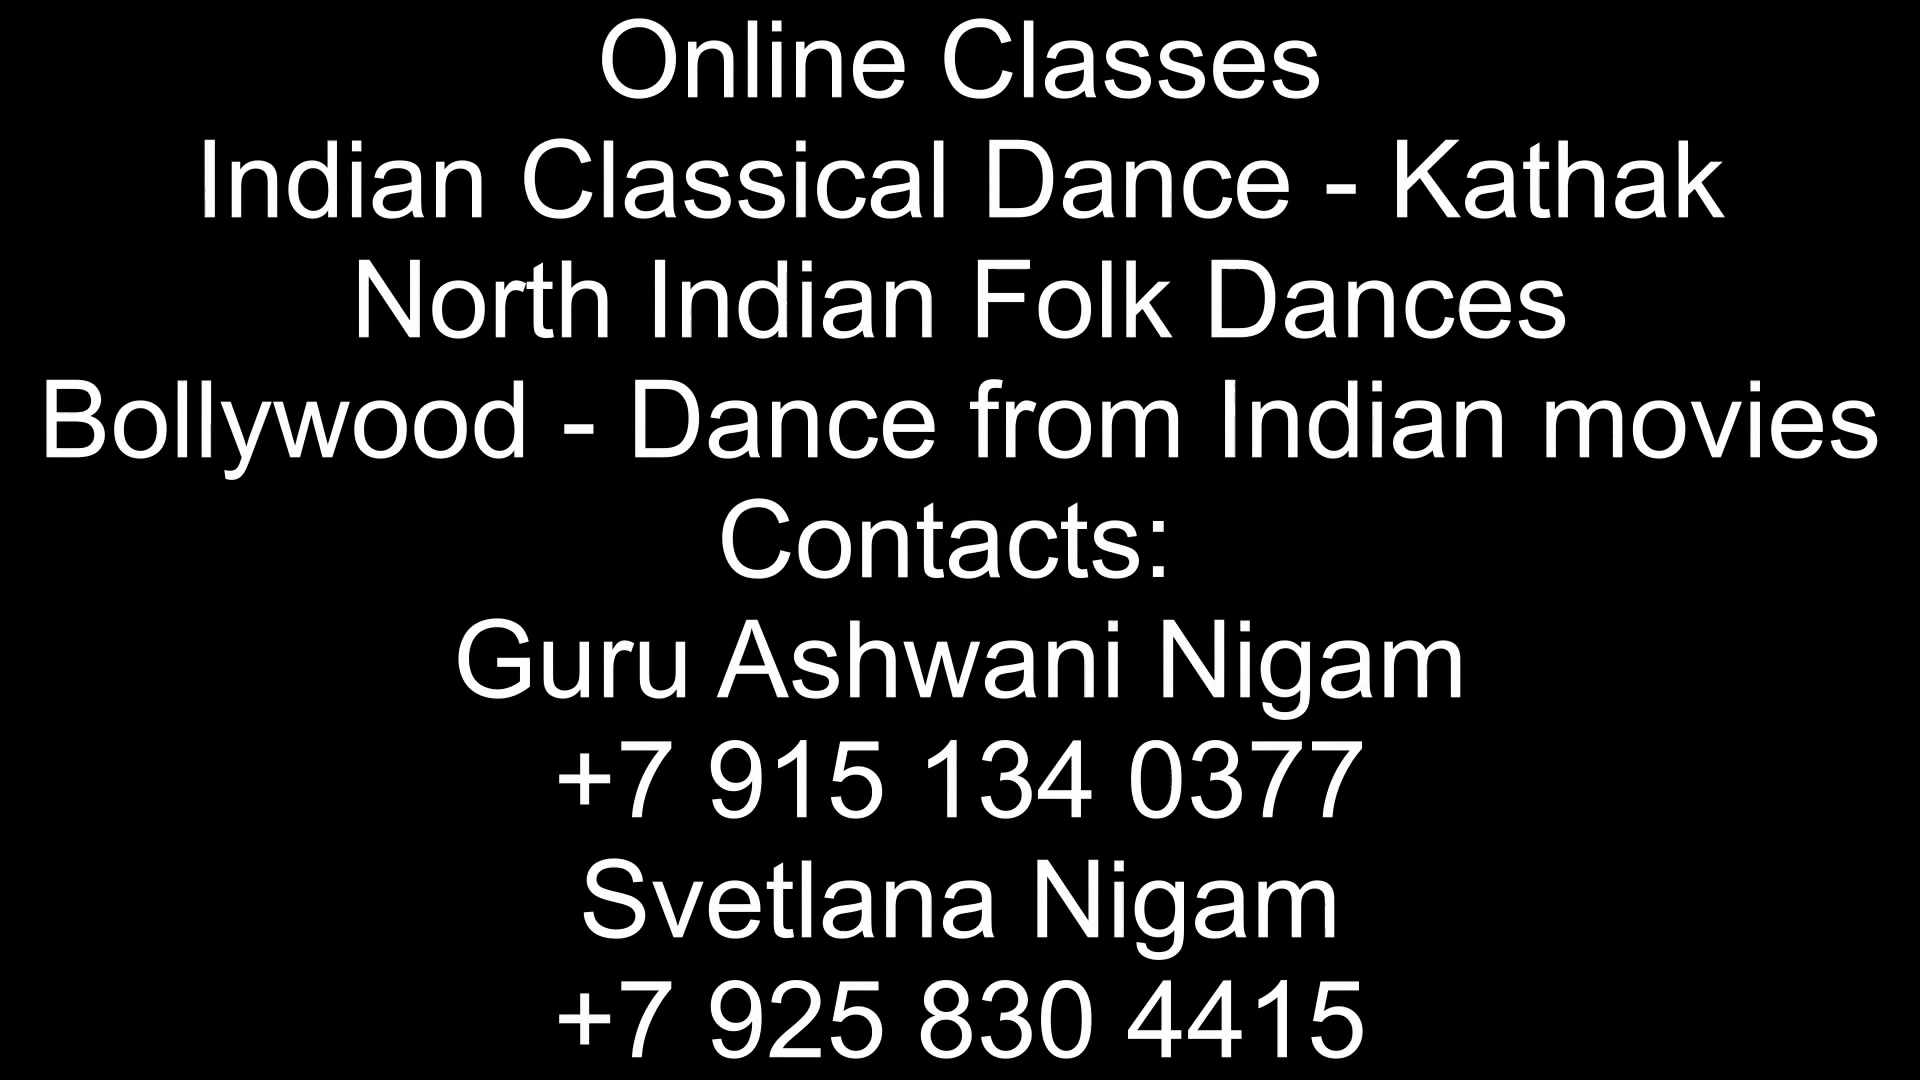 Online Classes
Indian Classical Dance - Kathak
North Indian Folk Dances
Bollywood - Dance from Indian movies
Contacts:
Guru Ashwani Nigam
+7 915 134 0377
Svetlana Nigam
+7 925 830 4415